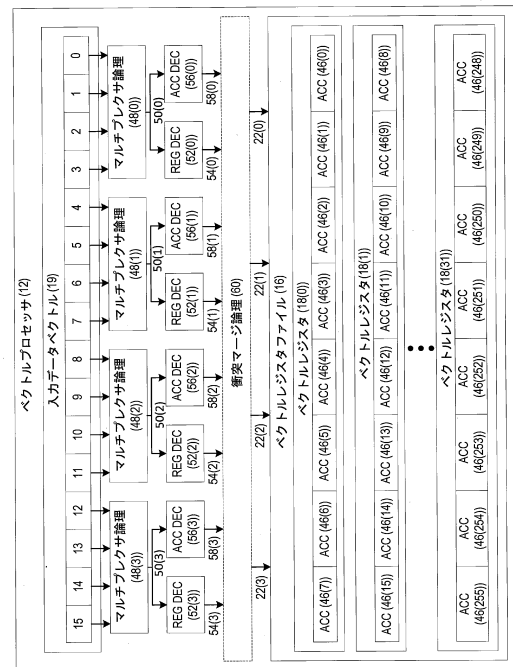 ベクトルプロセッサ(12)
入力データベクトル(19)
15 14 13 12 11 10 9 8 7 6 5 4 3 2 1 0
マルチプレクサ論理 (48(3))
マルチプレクサ論理 (48(2))
マルチプレクサ論理 (48(1))
マルチプレクサ論理 (48(0))
50(3) 50(2) 50(1) 50(0)
REG DEC (52(3)) ACC DEC (56(3)) REG DEC (52(2)) ACC DEC (56(2)) REG DEC (52(1)) ACC DEC (56(1)) REG DEC (52(0)) ACC DEC (56(0))
54(3) 58(3) 54(2) 58(2) 54(1) 58(1) 54(0) 58(0)
衝突マージ論理(60)
22(3) 22(2) 22(1) 22(0)
ベクトルレジスタファイル(16)
ベクトルレジスタ(18(0))
ACC (46(7)) ACC (46(6)) ACC (46(5)) ACC (46(4)) ACC (46(3)) ACC (46(2)) ACC (46(1)) ACC (46(0))
ベクトルレジスタ(18(1))
ACC (46(15)) ACC (46(14)) ACC (46(13)) ACC (46(12)) ACC (46(11)) ACC (46(10)) ACC (46(9)) ACC (46(8))
ベクトルレジスタ(18(31))
ACC (46(255)) ACC (46(254)) ACC (46(253)) ACC (46(252)) ACC (46(251)) ACC (46(250)) ACC (46(249)) ACC (46(248))